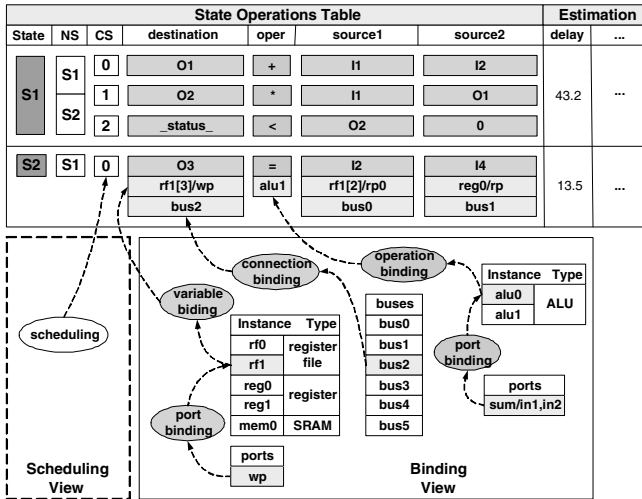 State Operations Table Estimation
State NS CS destination oper source1 source2 delay ...
S1 S1 0 O1 + I1 I2 43.2 ...
1 O2 * I1 O1
S2
2 _status_ < O2 0
S2 S1 0 O3 = I2 I4 13.5 ...
rf1[3]/wp alu1 rf1[2]/rp0 reg0/rp
bus2 bus0 bus1
scheduling
Scheduling
View
connection
binding
operation
binding
variable
biding
port
binding
port
binding
Instance Type
rf0 register
file
rf1
reg0 register
reg1
mem0 SRAM
ports
wp
buses
bus0
bus1
bus2
bus3
bus4
bus5
Instance Type
alu0 ALU
alu1
ports
sum/in1,in2
Binding
View